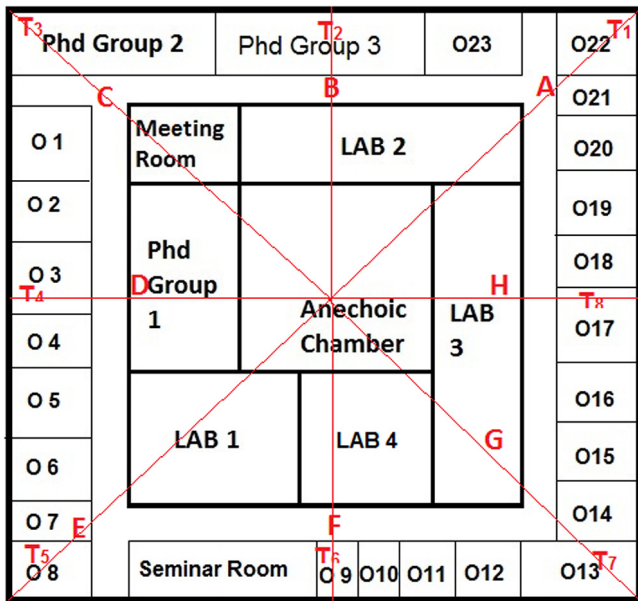 T3
T2
T1
Phd Group 2
Phd Group 3
O23
O22
C
B
A
O21
O 1
Meeting
Room
LAB 2
O20
O 2
O19
Phd
Group
1
O 3
O18
D
H
T4
T8
Anechoic
Chamber
LAB
3
O 4
O17
O 5
O16
LAB 1
LAB 4
G
O 6
O15
O 7
E
F
O14
T5
T6
T7
O 8
Seminar Room
O 9
O10
O11
O12
O13